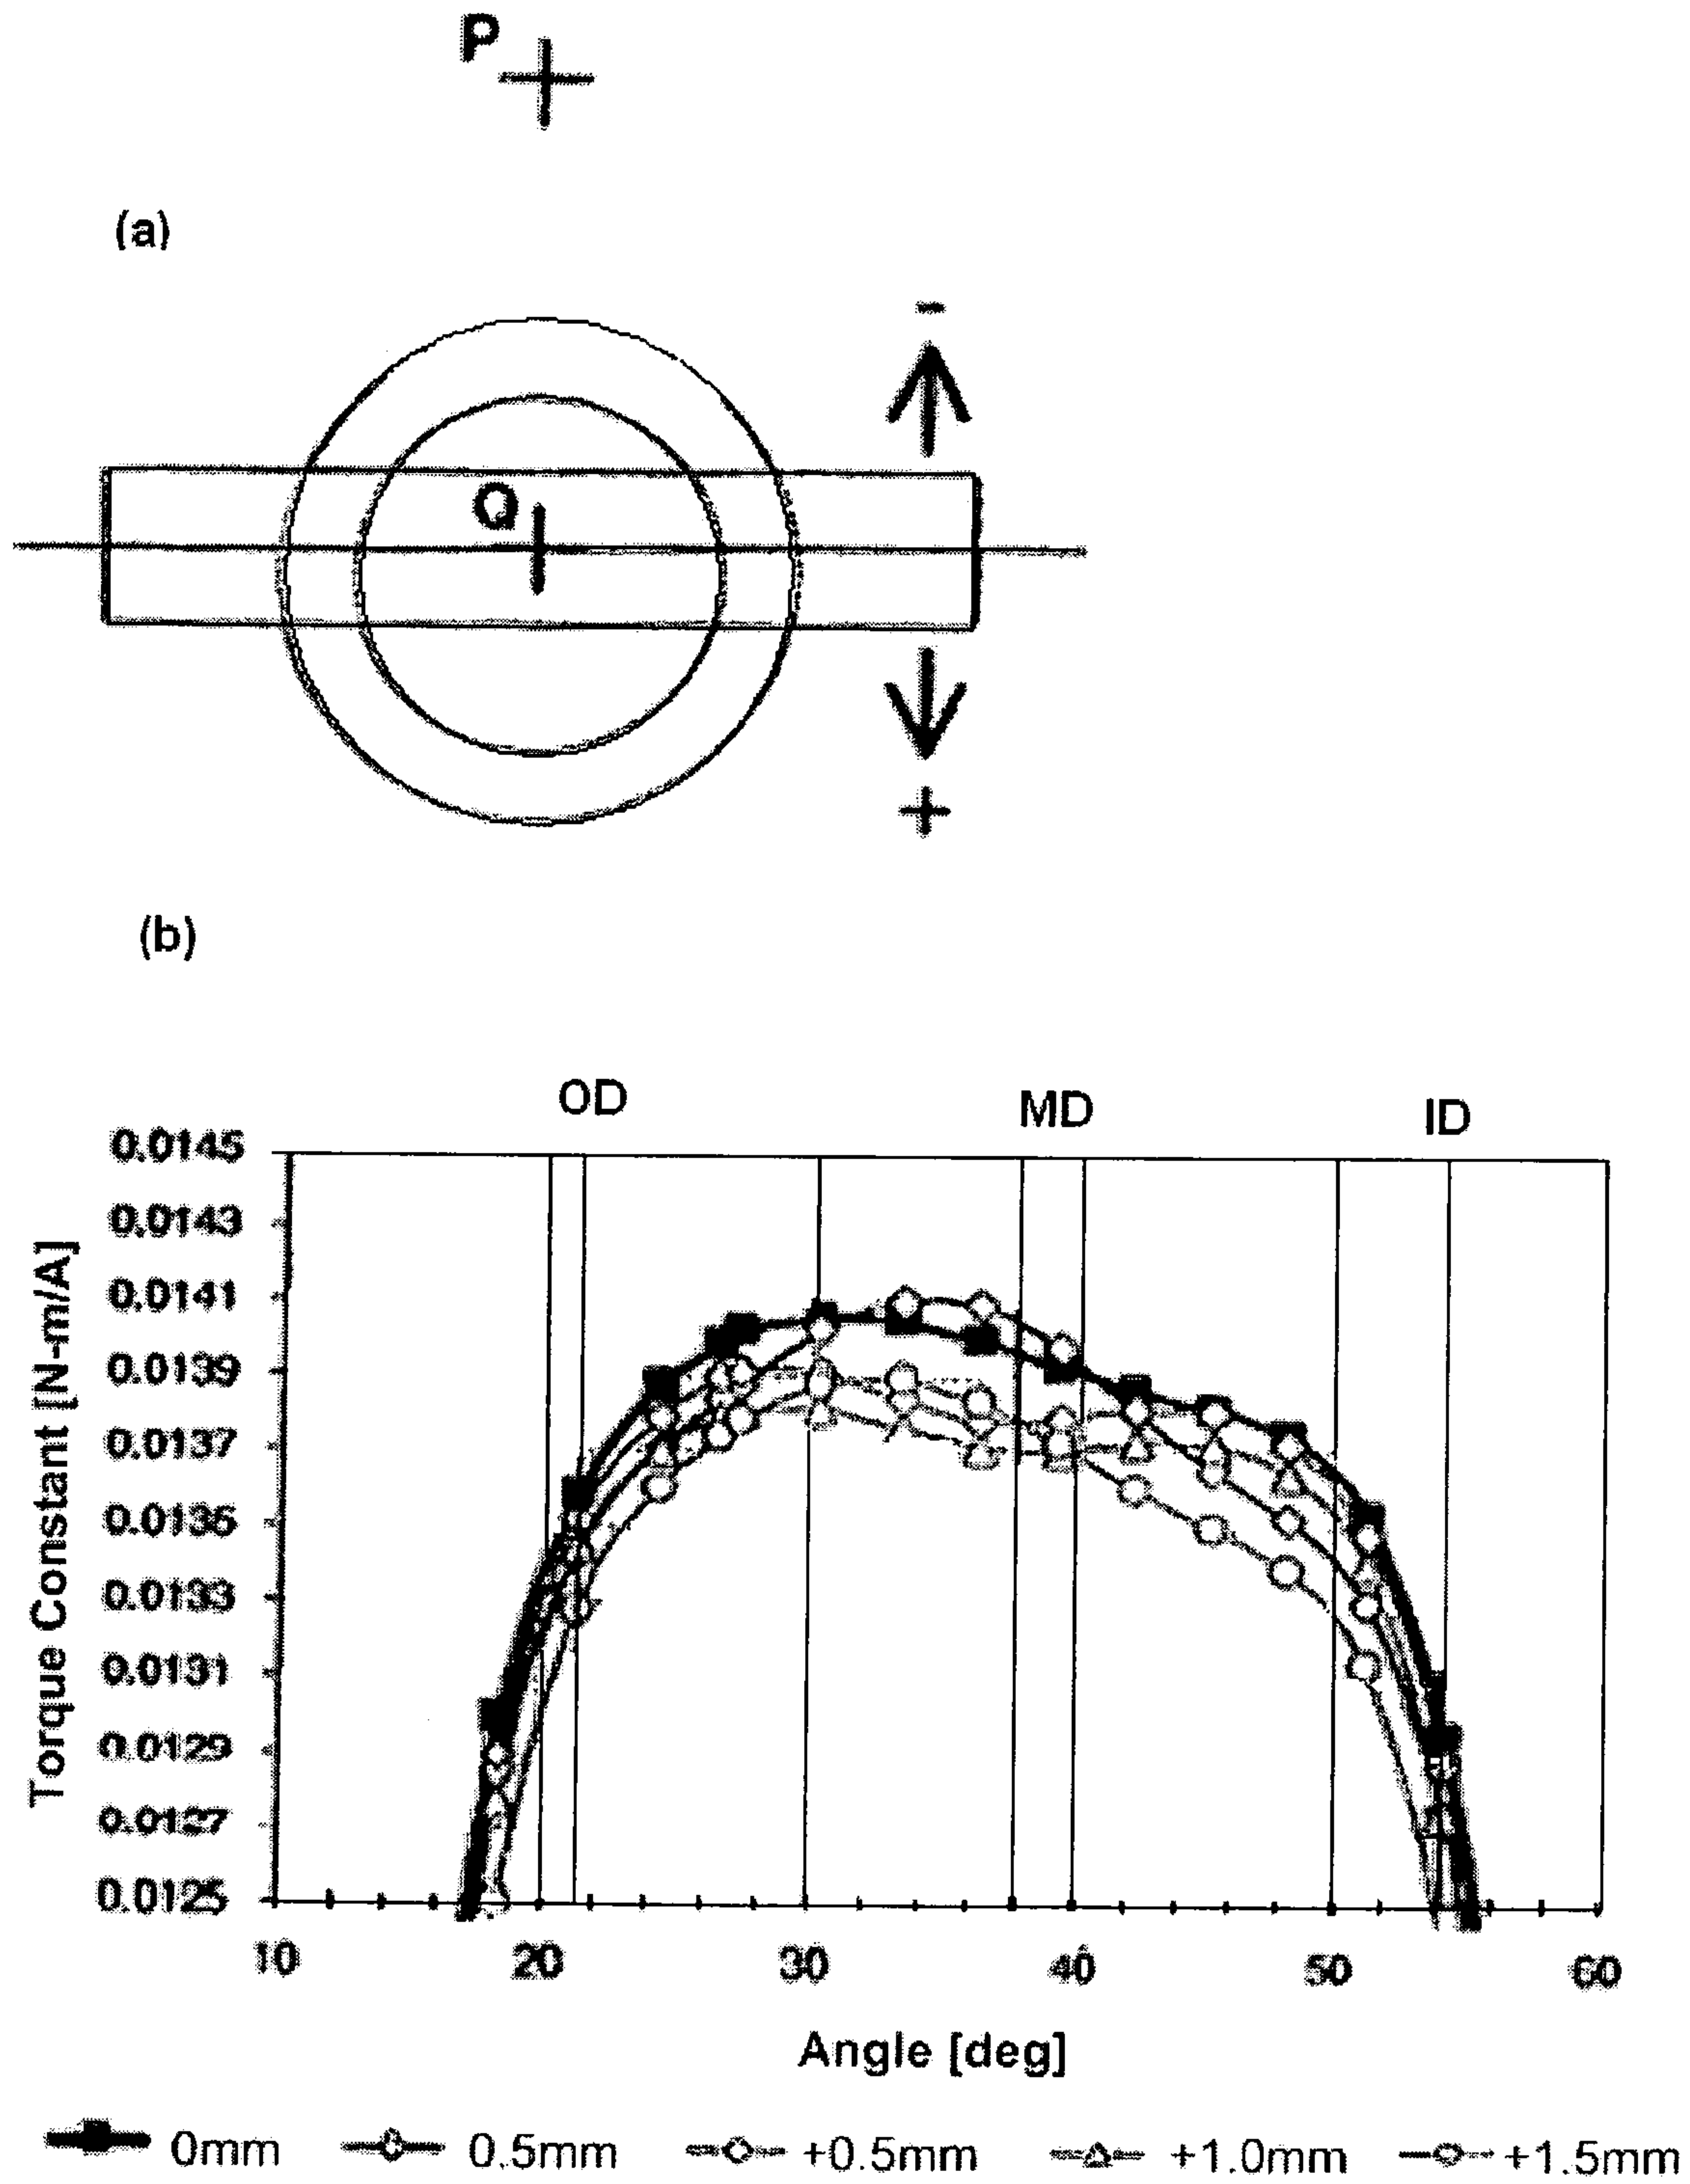 P
(a)
-
Q
+
(b)
OD MD ID
0.0145
0.0143
0.0141
0.0139
0.0137
0.0135
0.0133
0.0131
0.0129
0.0127
0.0125
Torque Constant [N-m/A]
10 20 30 40 50 60
Angle [deg]
0mm 0.5mm +0.5mm +1.0mm +1.5mm